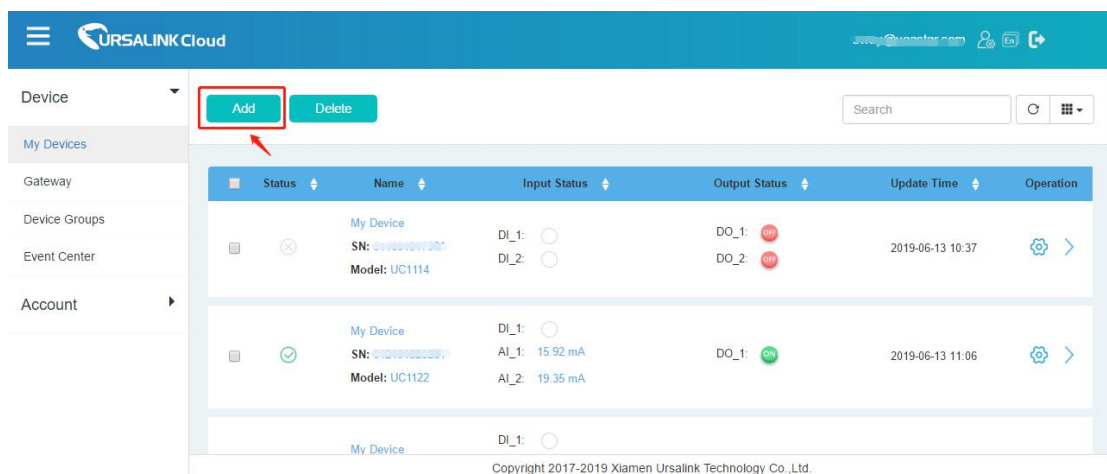 URSALINK Cloud
En
Device
Add
Delete
Search
My Devices
Gateway
Device Groups
Event Center
Account
Status Name Input Status Output Status Update Time Operation
My Device
SN:
Model: UC1114
DI_1:
DI_2:
DO_1: OFF
DO_2: OFF
2019-06-13 10:37
My Device
SN:
Model: UC1122
DI_1:
AI_1: 15.92 mA
AI_2: 19.35 mA
DO_1: ON
2019-06-13 11:06
My Device
DI_1:
Copyright 2017-2019 Xiamen Ursalink Technology Co.,Ltd.